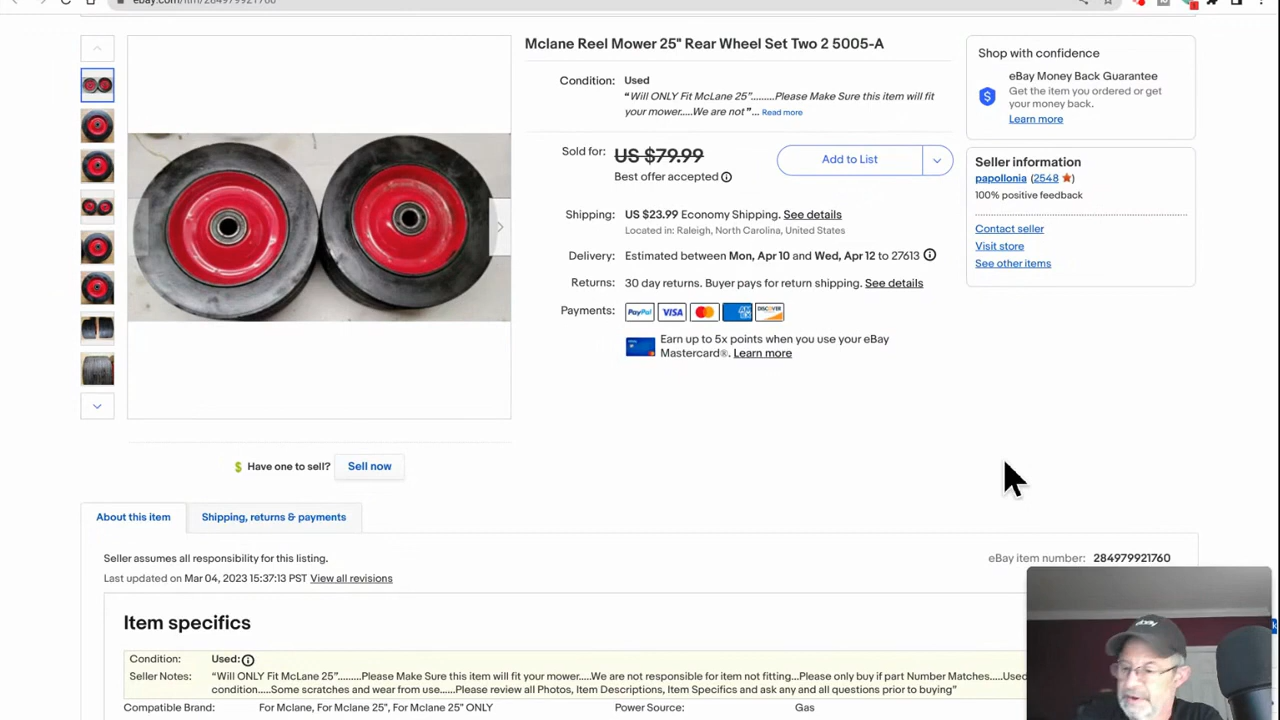 ebay.com/itm/284979921760
Mclane Reel Mower 25" Rear Wheel Set Two 2 5005-A
Condition: Used
“Will ONLY Fit McLane 25”.........Please Make Sure this item will fit
your mower.....We are not ”... Read more
Sold for: US $79.99
Best offer accepted
Add to List
Shipping: US $23.99 Economy Shipping. See details
Located in: Raleigh, North Carolina, United States
Delivery: Estimated between Mon, Apr 10 and Wed, Apr 12 to 27613
Returns: 30 day returns. Buyer pays for return shipping. See details
Payments: PayPal VISA DISCOVER
Earn up to 5x points when you use your eBay
Mastercard®. Learn more
Shop with confidence
eBay Money Back Guarantee
Get the item you ordered or get
your money back.
Learn more
Seller information
papollonia (2548)
100% positive feedback
Contact seller
Visit store
See other items
Have one to sell? Sell now
About this item
Shipping, returns & payments
Seller assumes all responsibility for this listing.
eBay item number: 284979921760
Last updated on Mar 04, 2023 15:37:13 PST View all revisions
Item specifics
Condition: Used:
Seller Notes: “Will ONLY Fit McLane 25”.........Please Make Sure this item will fit your mower.....We are not responsible for item not fitting...Please only buy if part Number Matches.....Used
condition.....Some scratches and wear from use.....Please review all Photos, Item Descriptions, Item Specifics and ask any and all questions prior to buying”
Compatible Brand: For Mclane, For Mclane 25", For Mclane 25" ONLY
Power Source: Gas
ebay